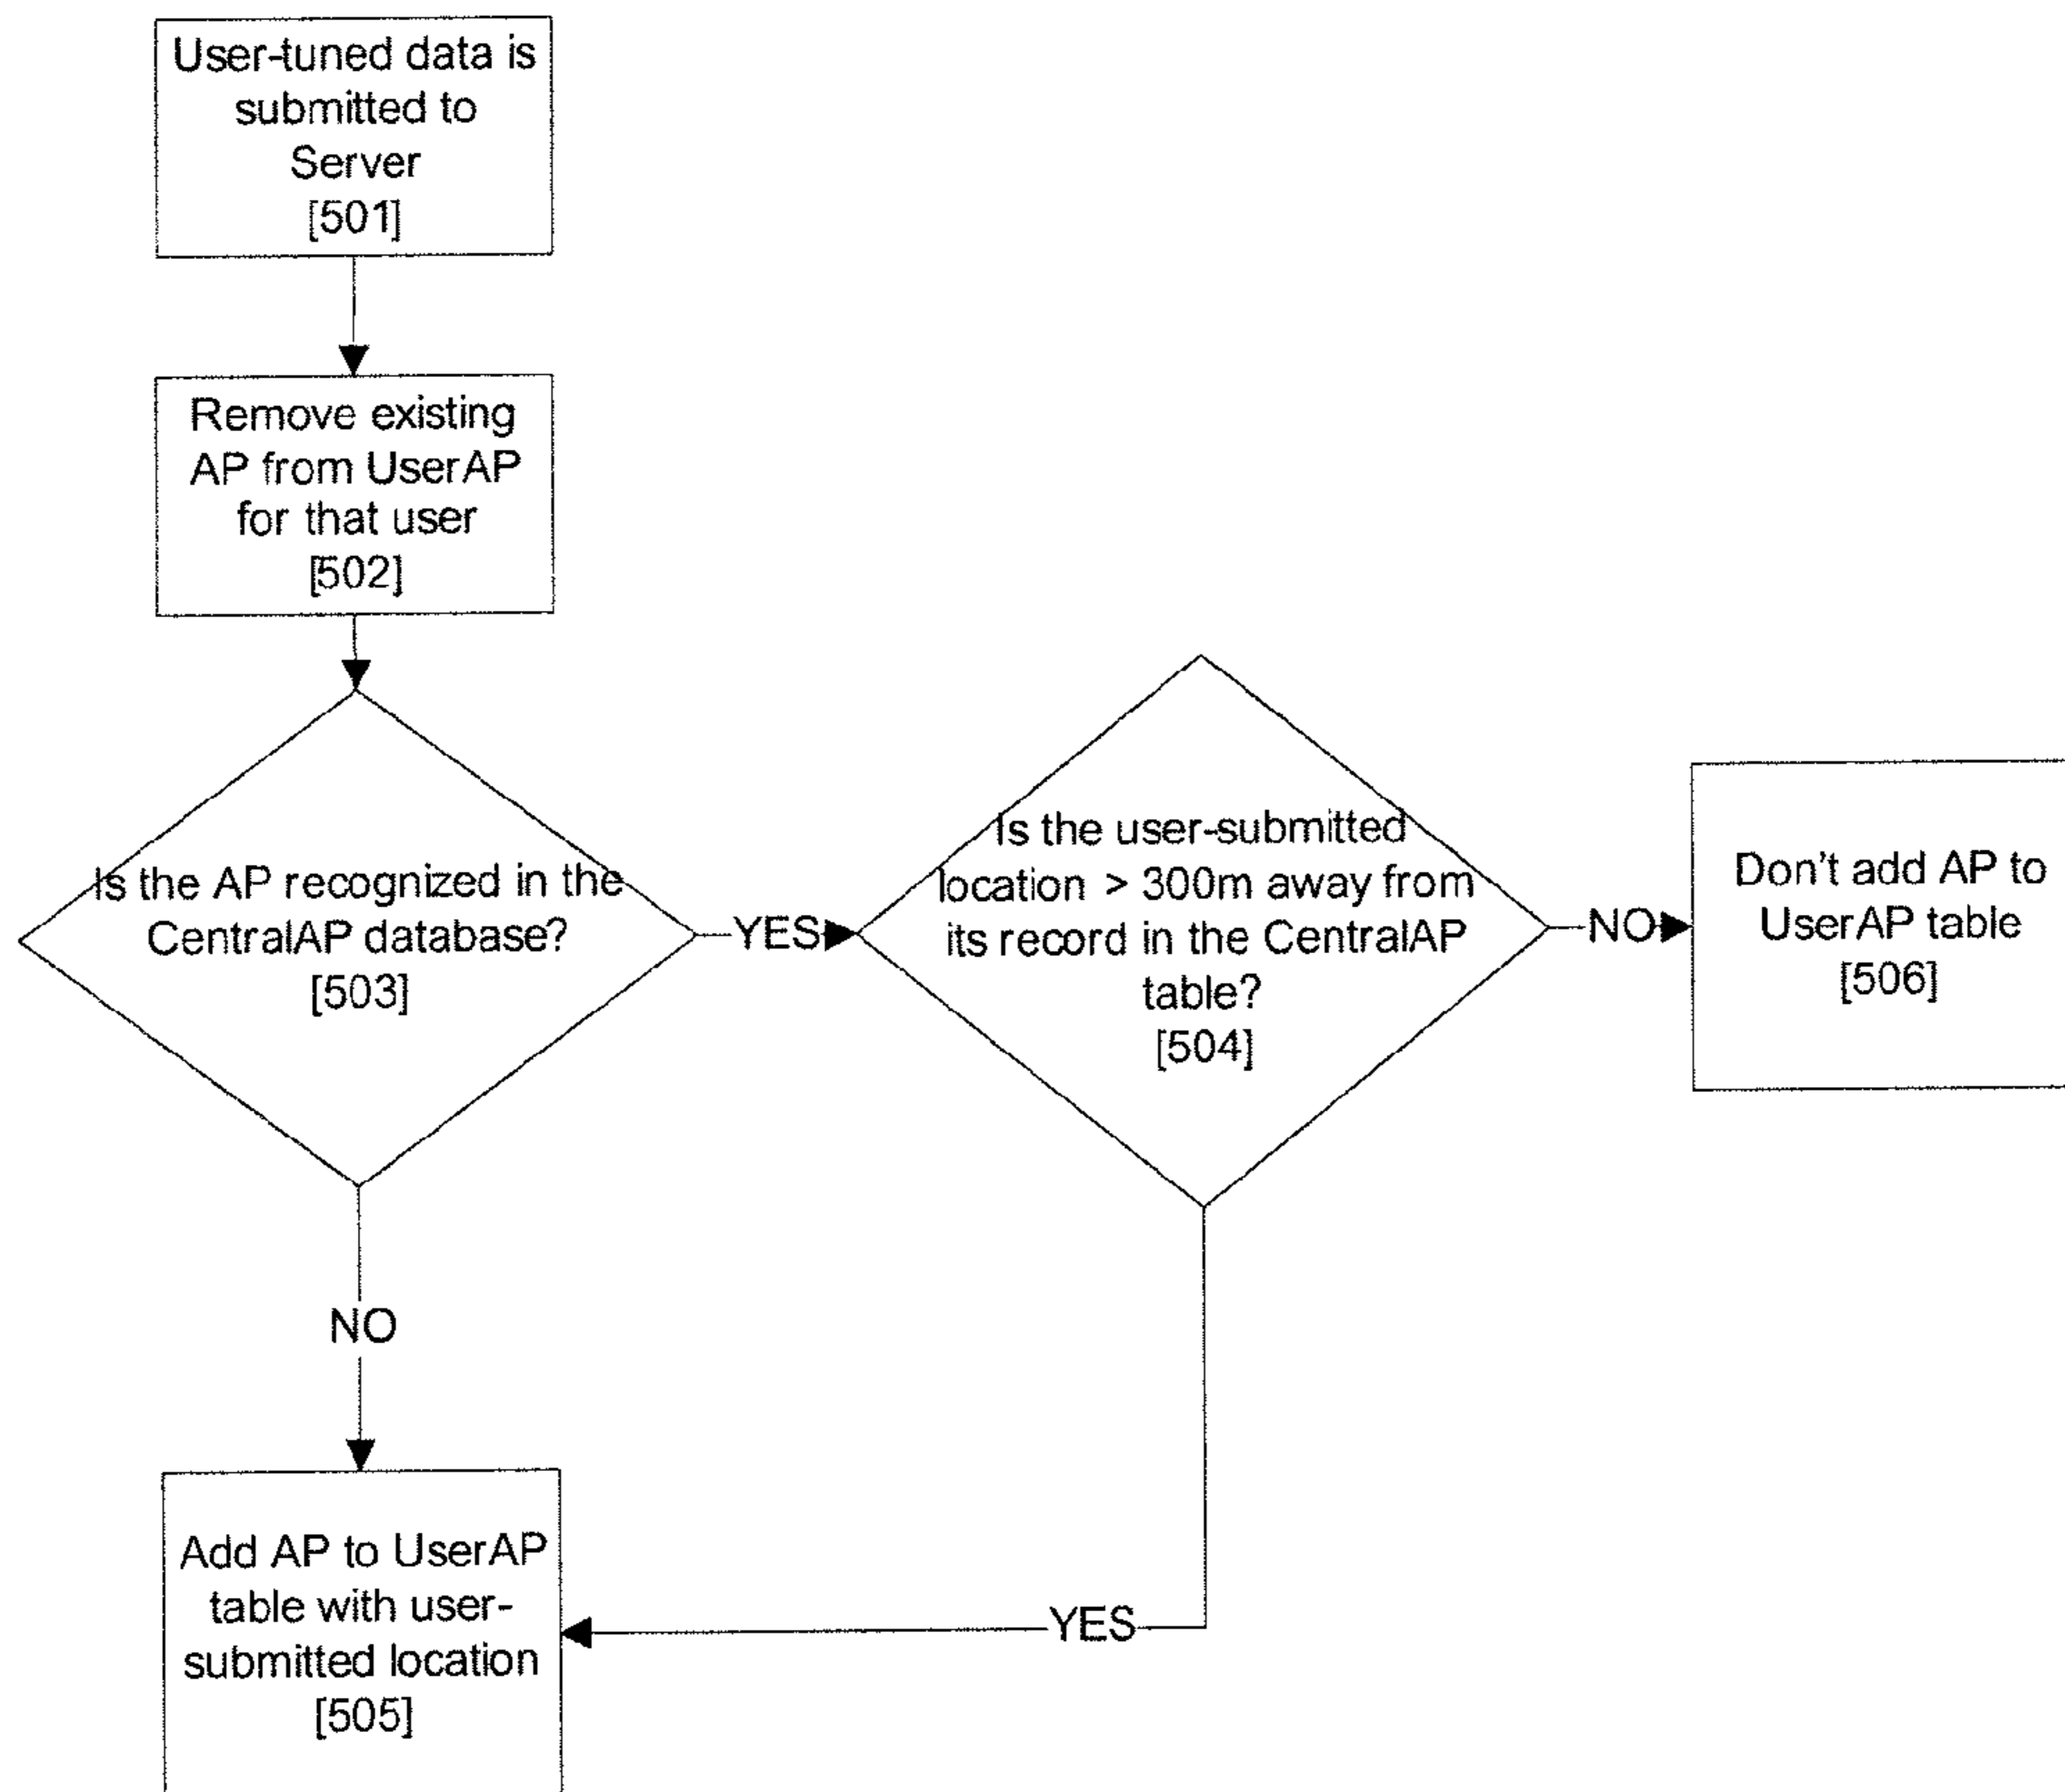 User-tuned data is
submitted to
Server
[501]
Remove existing
AP from UserAP
for that user
[502]
Is the AP recognized in the
CentralAP database?
[503]
YES
Is the user-submitted
location > 300m away from
its record in the CentralAP
table?
[504]
NO
Don't add AP to
UserAP table
[506]
NO
Add AP to UserAP
table with user-
submitted location
[505]
YES